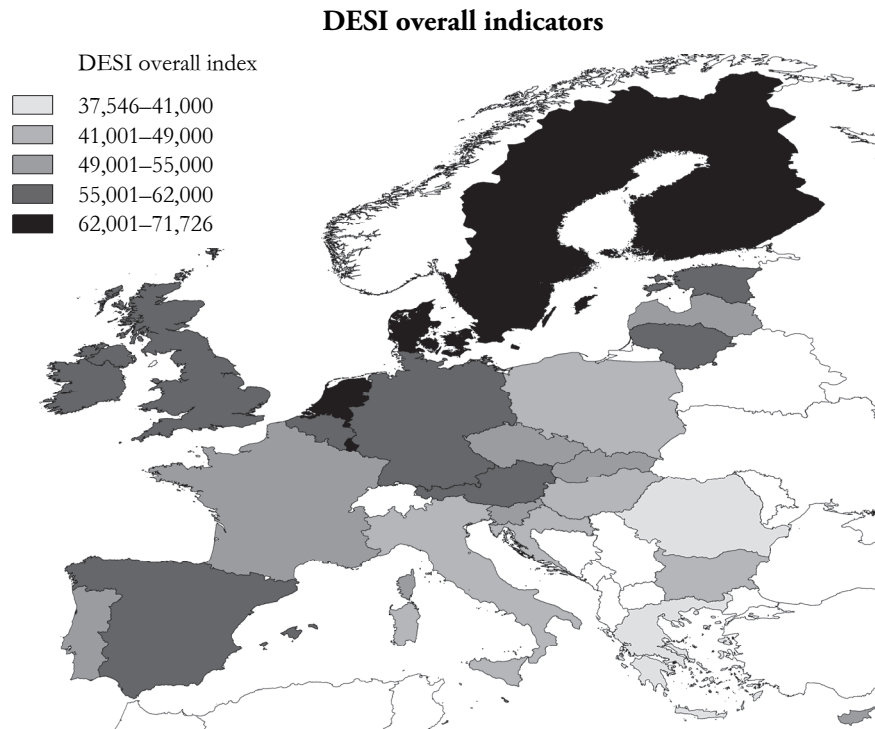 DESI overall indicators
DESI overall index
37,546–41,000
41,001–49,000
49,001–55,000
55,001–62,000
62,001–71,726